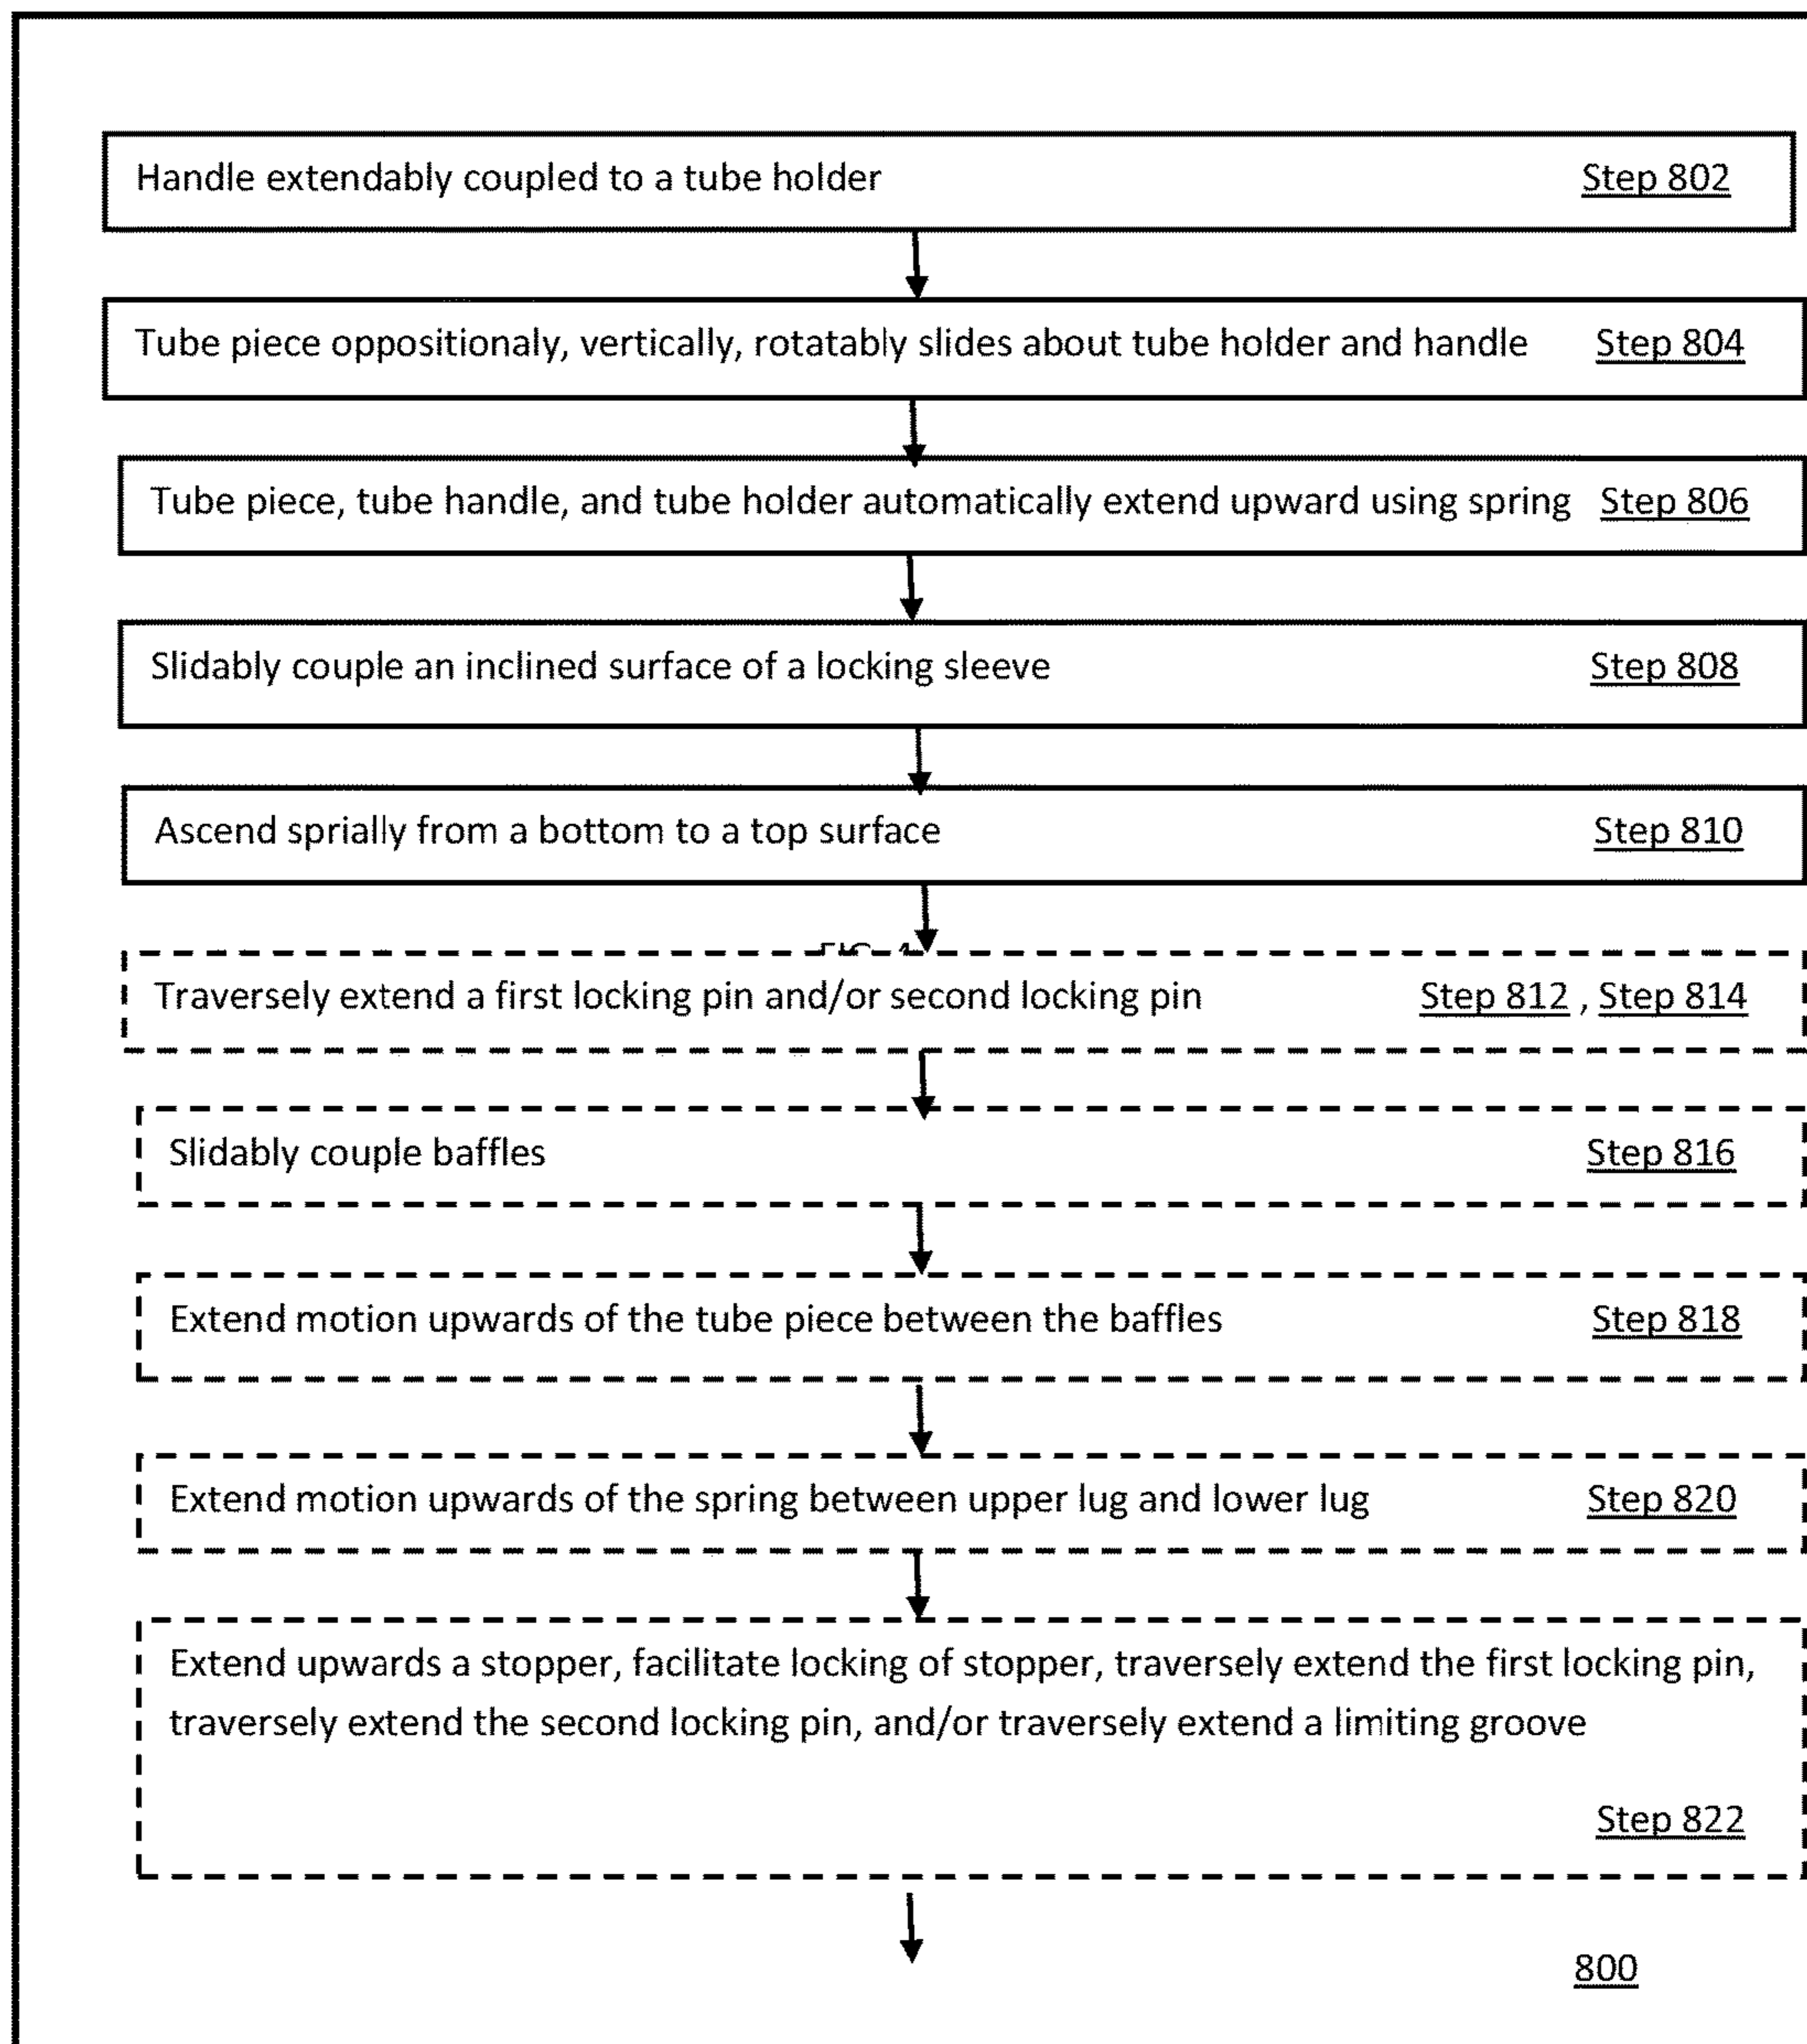 Handle extendably coupled to a tube holder Step 802
Tube piece oppositionaly, vertically, rotatably slides about tube holder and handle Step 804
Tube piece, tube handle, and tube holder automatically extend upward using spring Step 806
Slidably couple an inclined surface of a locking sleeve Step 808
Ascend sprially from a bottom to a top surface Step 810
Traversely extend a first locking pin and/or second locking pin Step 812 , Step 814
Slidably couple baffles Step 816
Extend motion upwards of the tube piece between the baffles Step 818
Extend motion upwards of the spring between upper lug and lower lug Step 820
Extend upwards a stopper, facilitate locking of stopper, traversely extend the first locking pin,
traversely extend the second locking pin, and/or traversely extend a limiting groove
Step 822
800